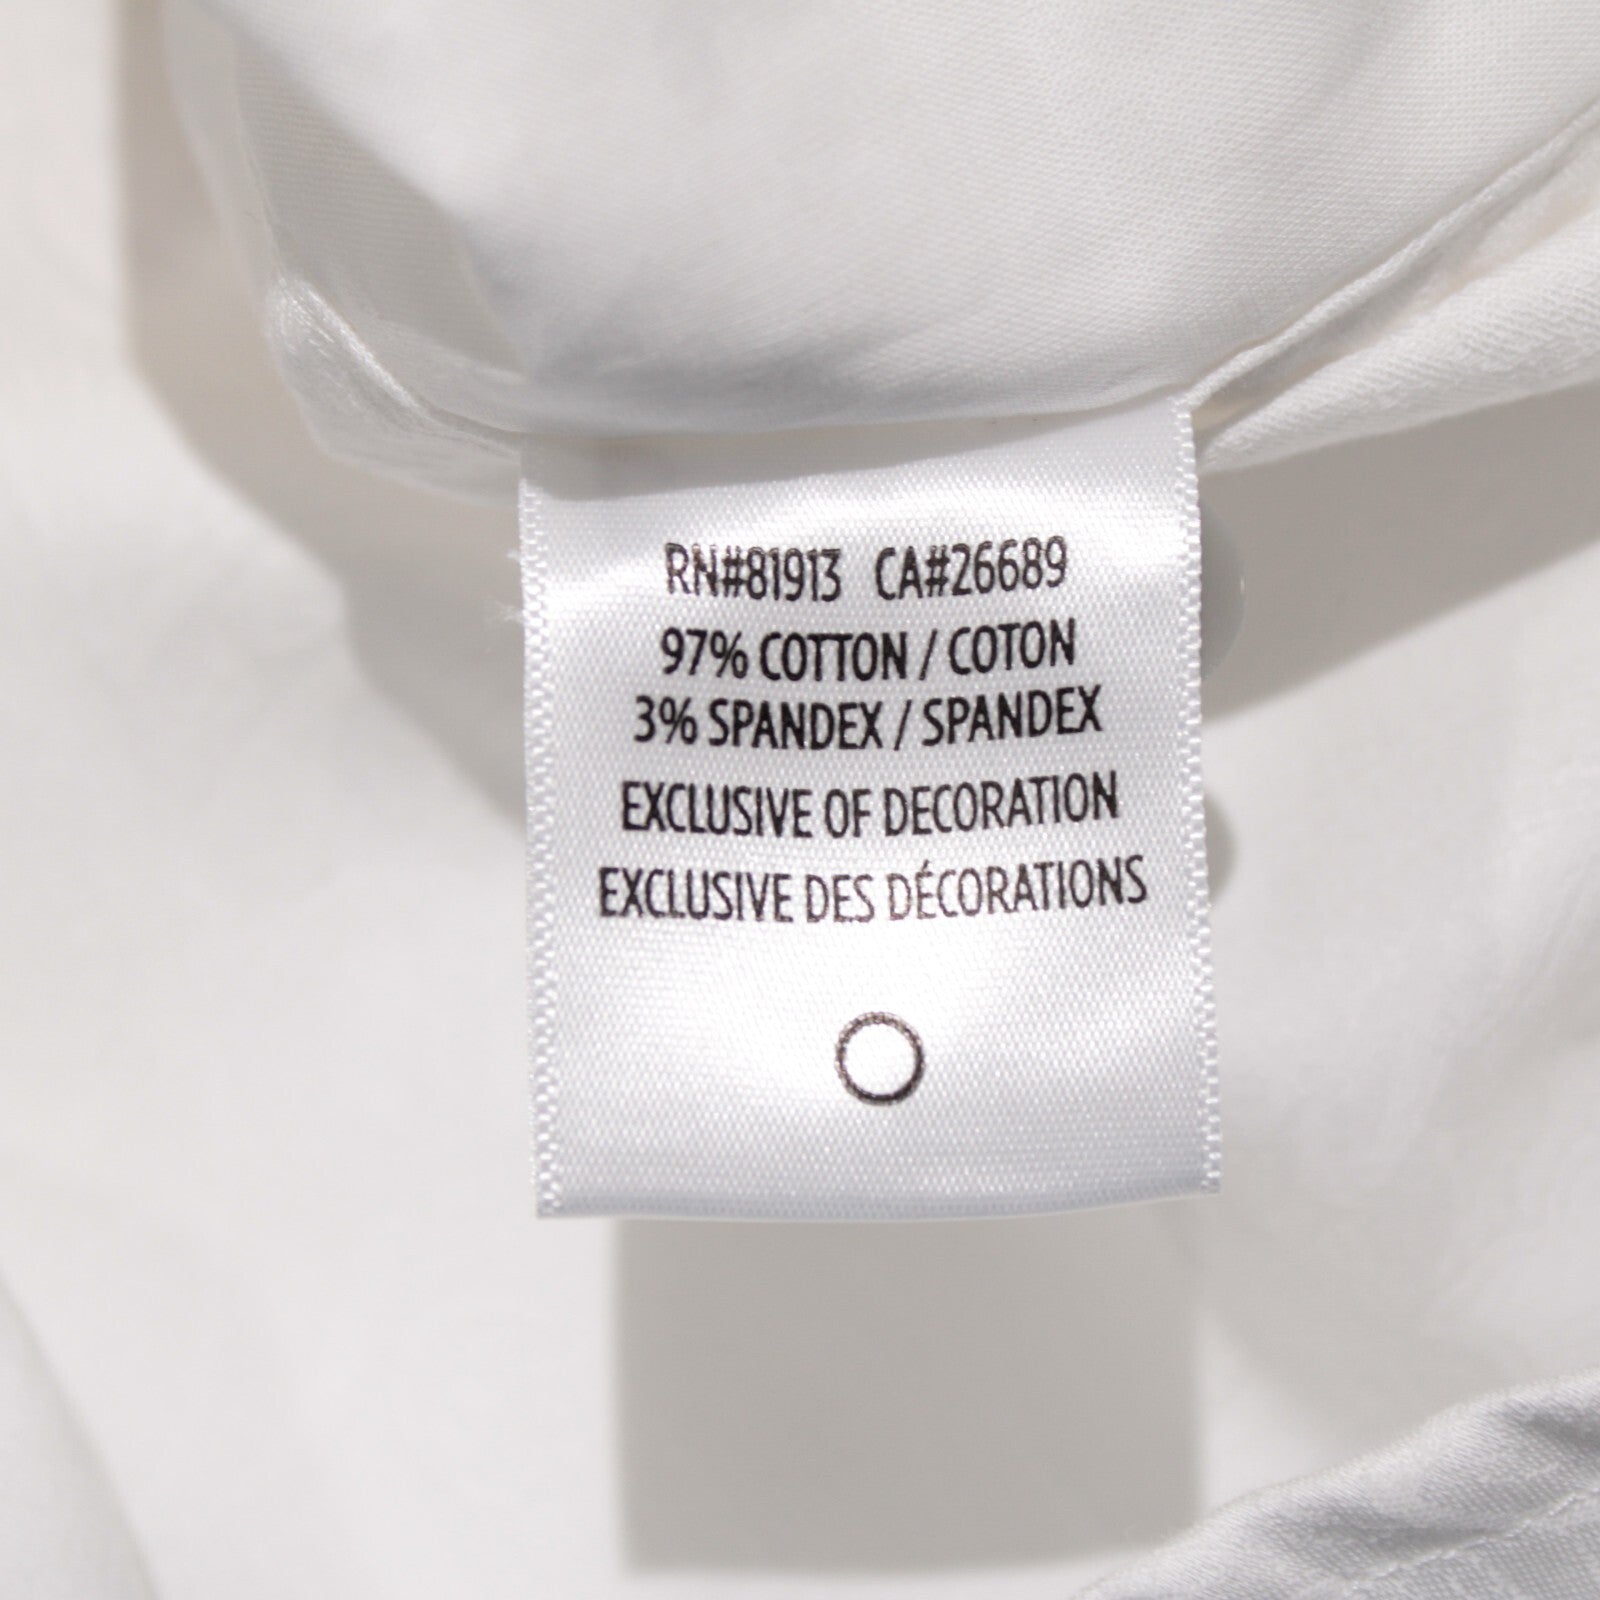 RN#81913 CA#26689
97% COTTON / COTON
3% SPANDEX / SPANDEX
EXCLUSIVE OF DECORATION
EXCLUSIVE DES DÉCORATIONS